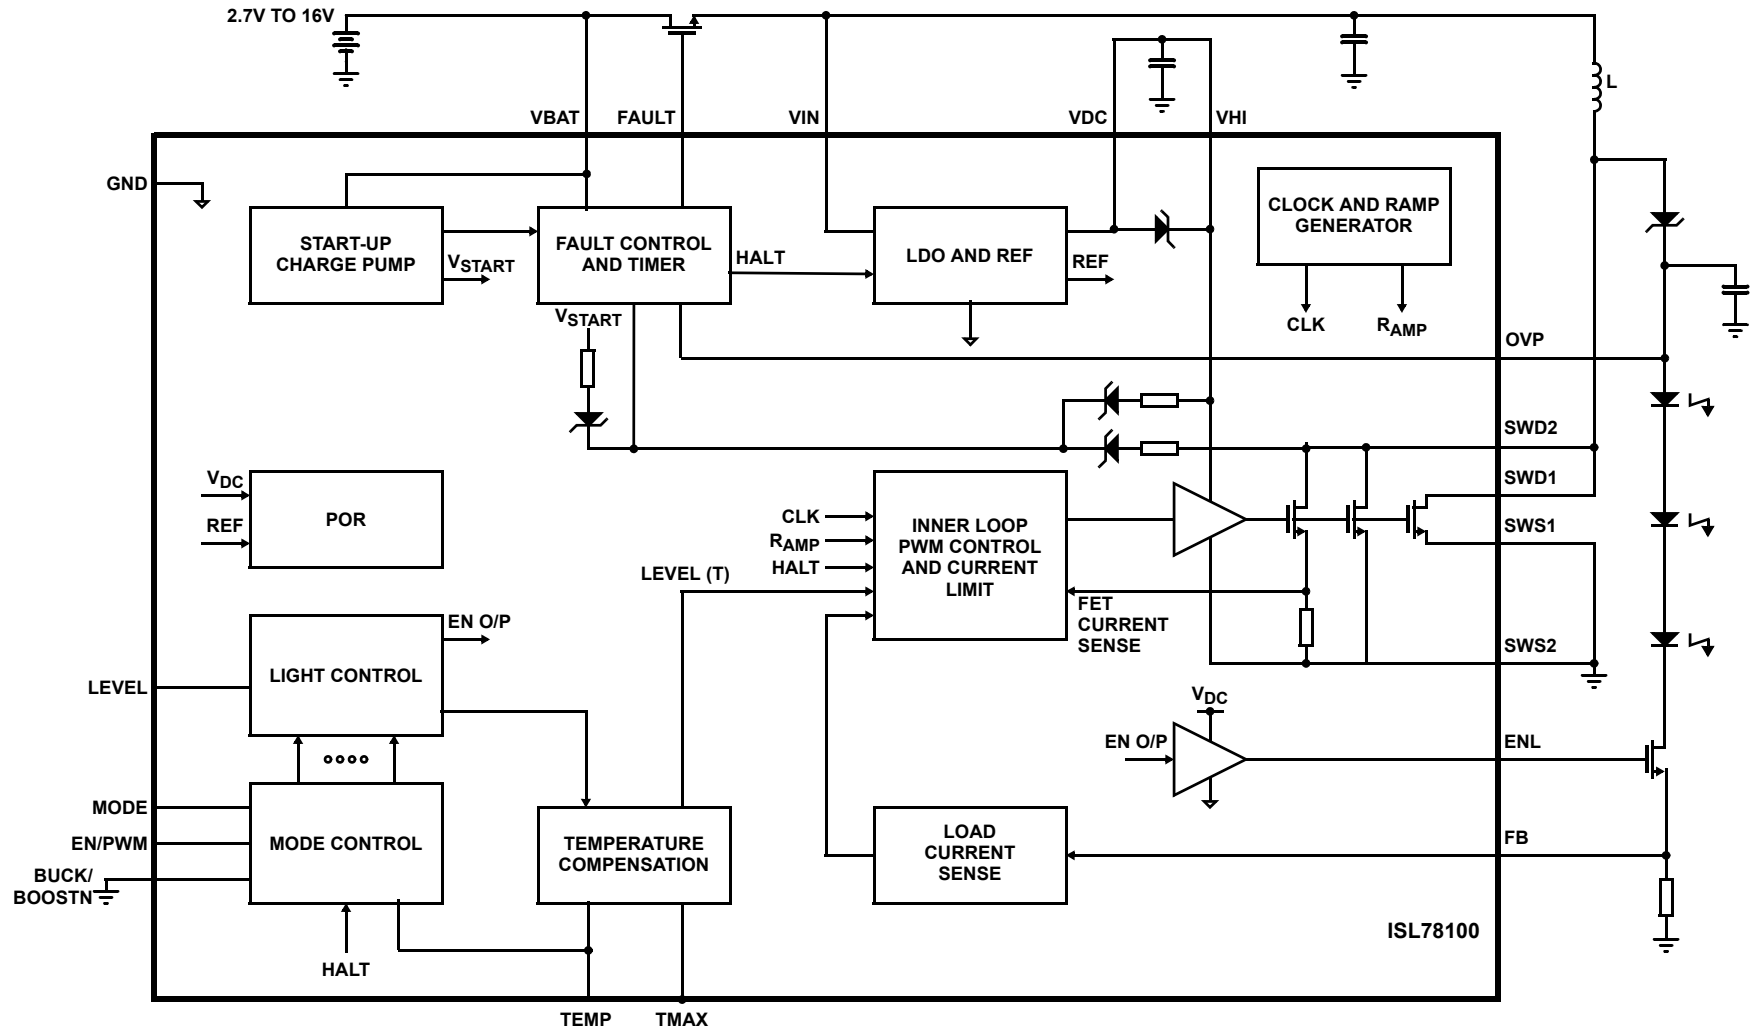 2.7V TO 16V
L
VBAT
FAULT
VIN
VDC
VHI
GND
START-UP
CHARGE PUMP
VSTART
FAULT CONTROL
AND TIMER
HALT
LDO AND REF
REF
CLOCK AND RAMP
GENERATOR
CLK
RAMP
VSTART
OVP
SWD2
SWD1
SWS1
SWS2
VDC
REF
POR
CLK
RAMP
HALT
LEVEL (T)
INNER LOOP
PWM CONTROL
AND CURRENT
LIMIT
FET
CURRENT
SENSE
EN O/P
LIGHT CONTROL
LEVEL
VDC
EN O/P
ENL
MODE
EN/PWM
BUCK/
BOOSTN
MODE CONTROL
TEMPERATURE
COMPENSATION
LOAD
CURRENT
SENSE
FB
HALT
ISL78100
TEMP
TMAX